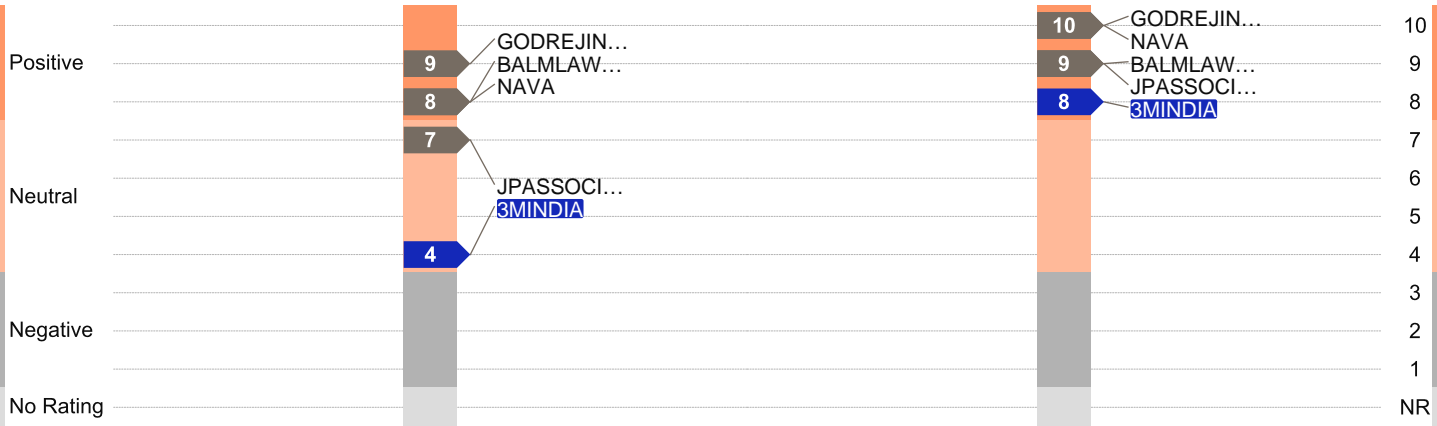 10 GODREJIN... 10
NAVA
Positive 9 GODREJIN... 9 BALMLAW... 9
BALMLAW...
JPASSOCI...
8 NAVA 8 3MINDIA 8
7 7
6
Neutral JPASSOCI...
3MINDIA 5
4 4
3
Negative 2
1
No Rating NR